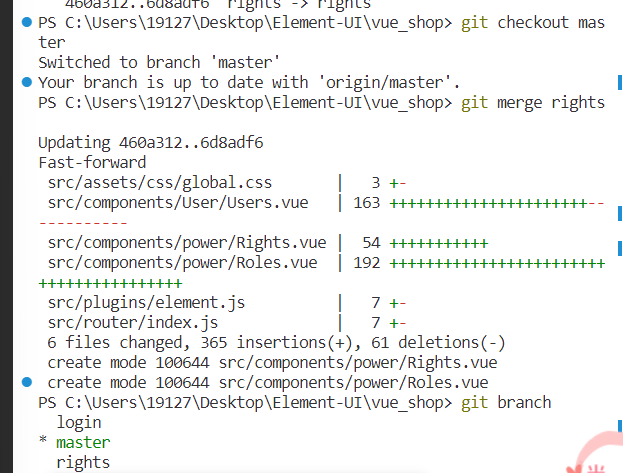 460a312..6d8adf6  rights -> rights
PS C:\Users\19127\Desktop\Element-UI\vue_shop> git checkout mas
ter
Switched to branch 'master'
Your branch is up to date with 'origin/master'.
PS C:\Users\19127\Desktop\Element-UI\vue_shop> git merge rights
Updating 460a312..6d8adf6
Fast-forward
 src/assets/css/global.css       |   3 +-
 src/components/User/Users.vue   | 163 ++++++++++++++++++++++--
----------
 src/components/power/Rights.vue |  54 +++++++++++
 src/components/power/Roles.vue  | 192 ++++++++++++++++++++++++
++++++++++++++++
 src/plugins/element.js          |   7 +-
 src/router/index.js             |   7 +-
 6 files changed, 365 insertions(+), 61 deletions(-)
 create mode 100644 src/components/power/Rights.vue
 create mode 100644 src/components/power/Roles.vue
PS C:\Users\19127\Desktop\Element-UI\vue_shop> git branch
  login
* master
  rights